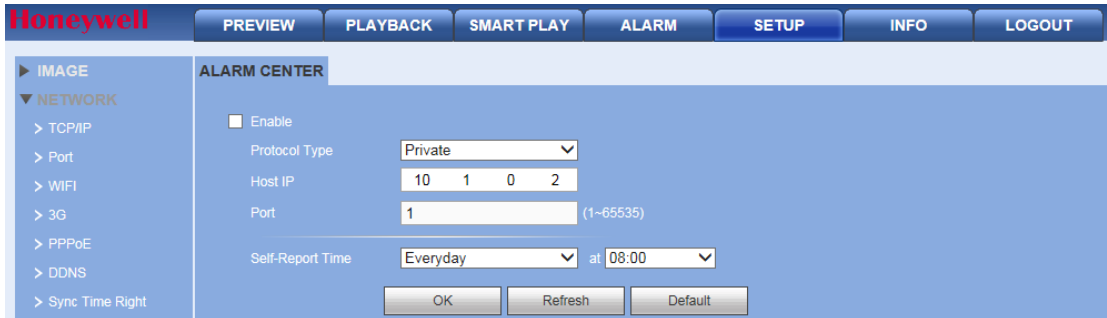 Honeywell
PREVIEW PLAYBACK SMART PLAY ALARM SETUP INFO LOGOUT
IMAGE
NETWORK
> TCP/IP
> Port
> WIFI
> 3G
> PPPoE
> DDNS
> Sync Time Right
ALARM CENTER
Enable
Protocol Type Private
Host IP 10 1 0 2
Port 1 (1~65535)
Self-Report Time Everyday at 08:00
OK Refresh Default